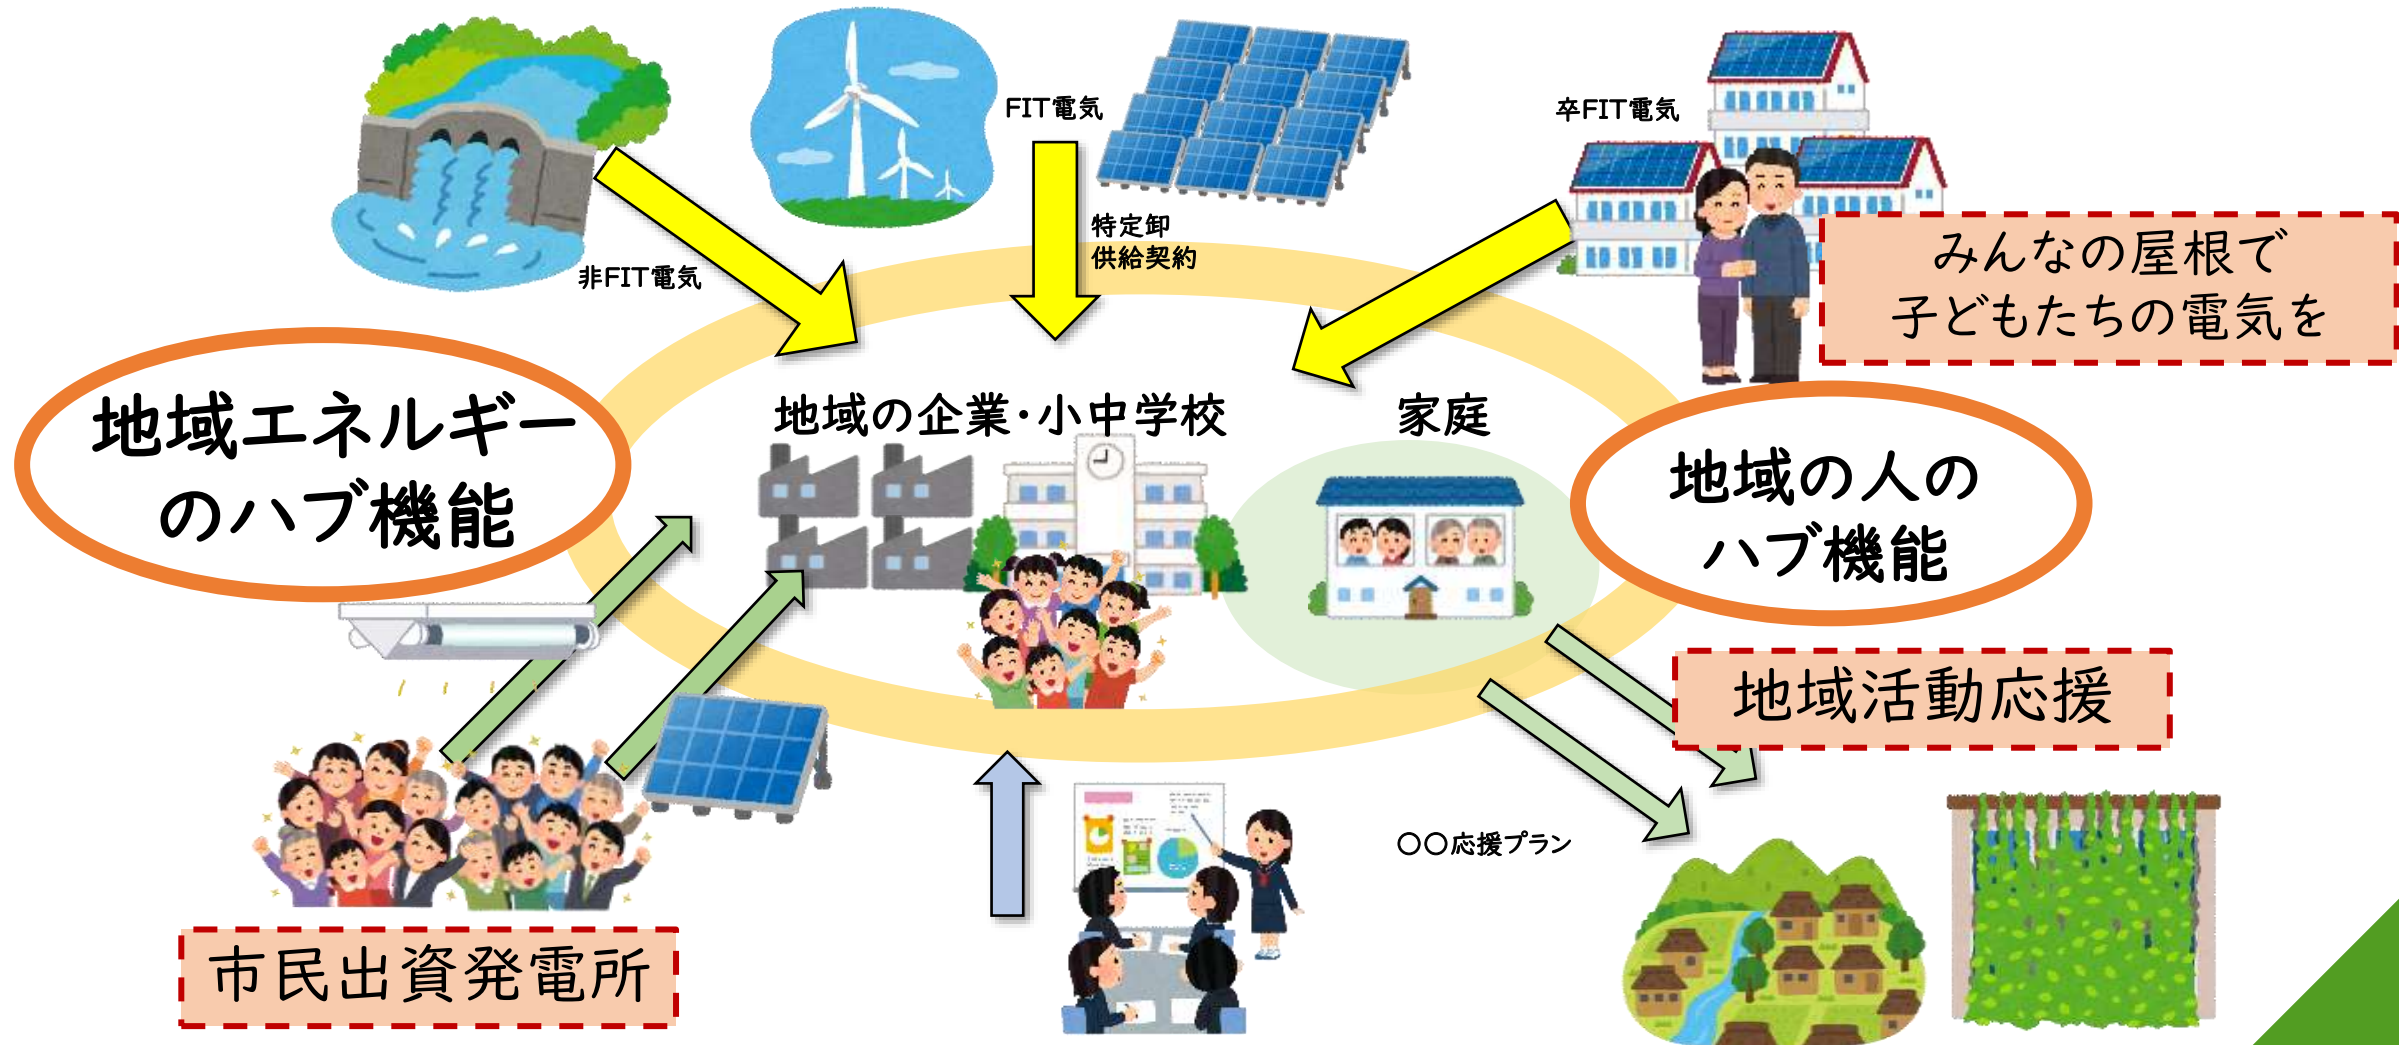 FIT電気
卒FIT電気
特定卸
供給契約
非FIT電気
みんなの屋根で
子どもたちの電気を
地域エネルギー
のハブ機能
地域の企業・小中学校
家庭
地域の人の
ハブ機能
地域活動応援
〇〇応援プラン
市民出資発電所